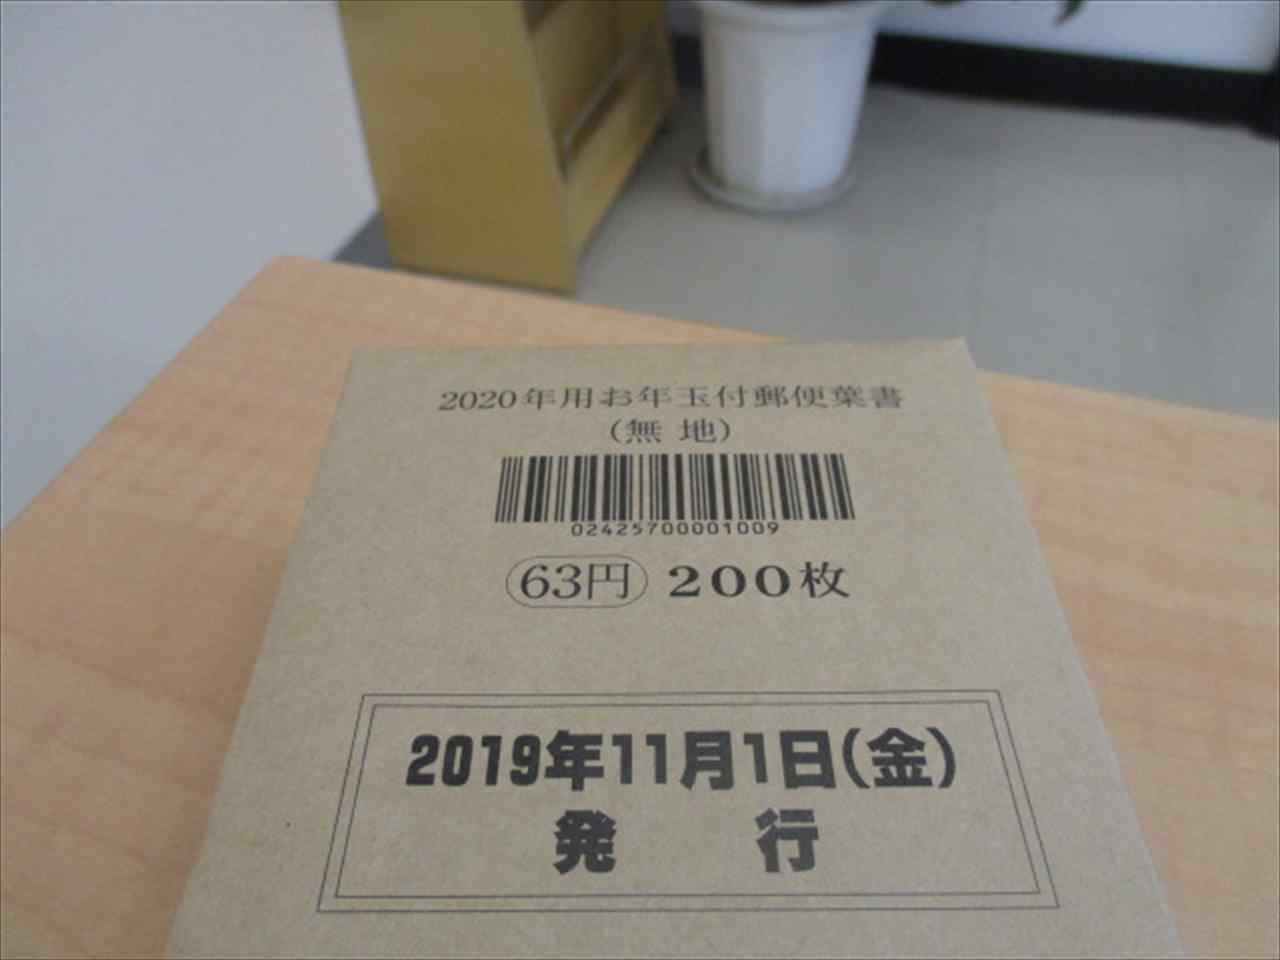 2020年用お年玉付郵便葉書
(無 地)
02425700001009
63円 200枚
2019年11月1日(金)
発 行